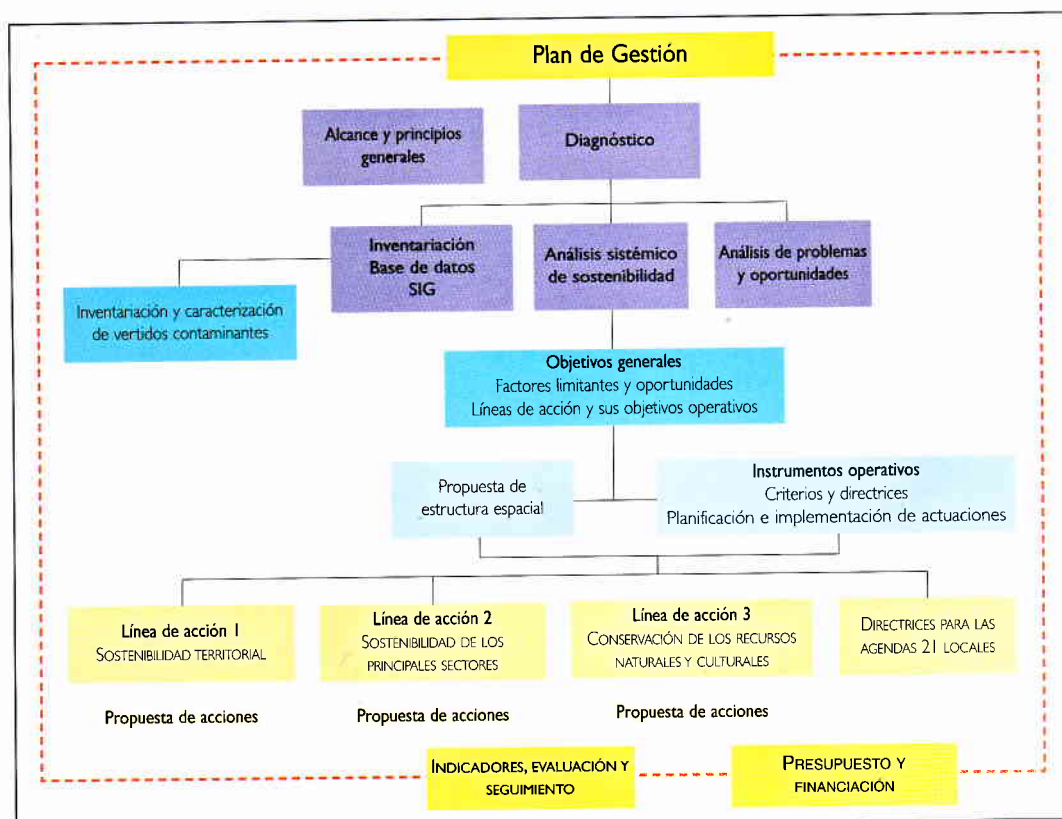 Plan de Gestión
Alcance y principios
generales
Diagnóstico
Inventariación
Base de datos
SIG
Análisis sistémico
de sostenibilidad
Análisis de problemas
y oportunidades
Inventariación y caracterización
de vertidos contaminantes
Objetivos generales
Factores limitantes y oportunidades
Líneas de acción y sus objetivos operativos
Propuesta de
estructura espacial
Instrumentos operativos
Criterios y directrices
Planificación e implementación de actuaciones
Línea de acción 1
SOSTENIBILIDAD TERRITORIAL
Línea de acción 2
SOSTENIBILIDAD DE LOS
PRINCIPALES SECTORES
Línea de acción 3
CONSERVACIÓN DE LOS RECURSOS
NATURALES Y CULTURALES
DIRECTRICES PARA LAS
AGENDAS 21 LOCALES
Propuesta de acciones
Propuesta de acciones
Propuesta de acciones
INDICADORES, EVALUACIÓN Y
SEGUIMIENTO
PRESUPUESTO Y
FINANCIACIÓN